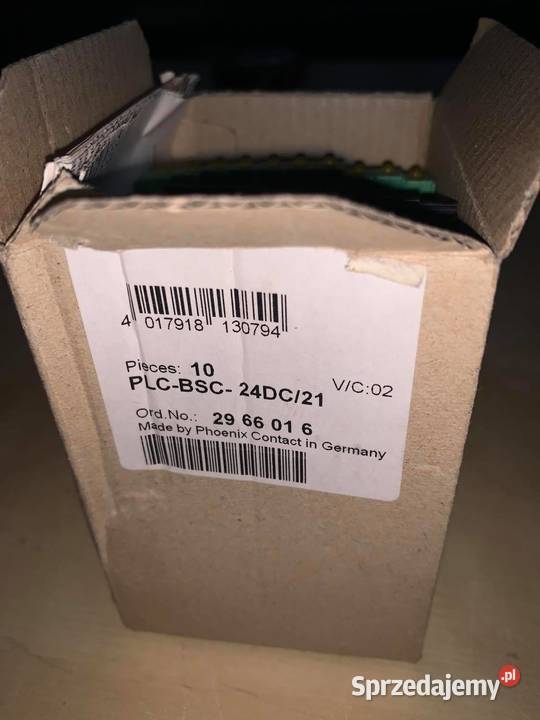 4 017918 130794
Pieces: 10
PLC-BSC- 24DC/21
V/C:02
Ord.No.: 29 66 01 6
Made by Phoenix Contact in Germany
Sprzedajemy.pl